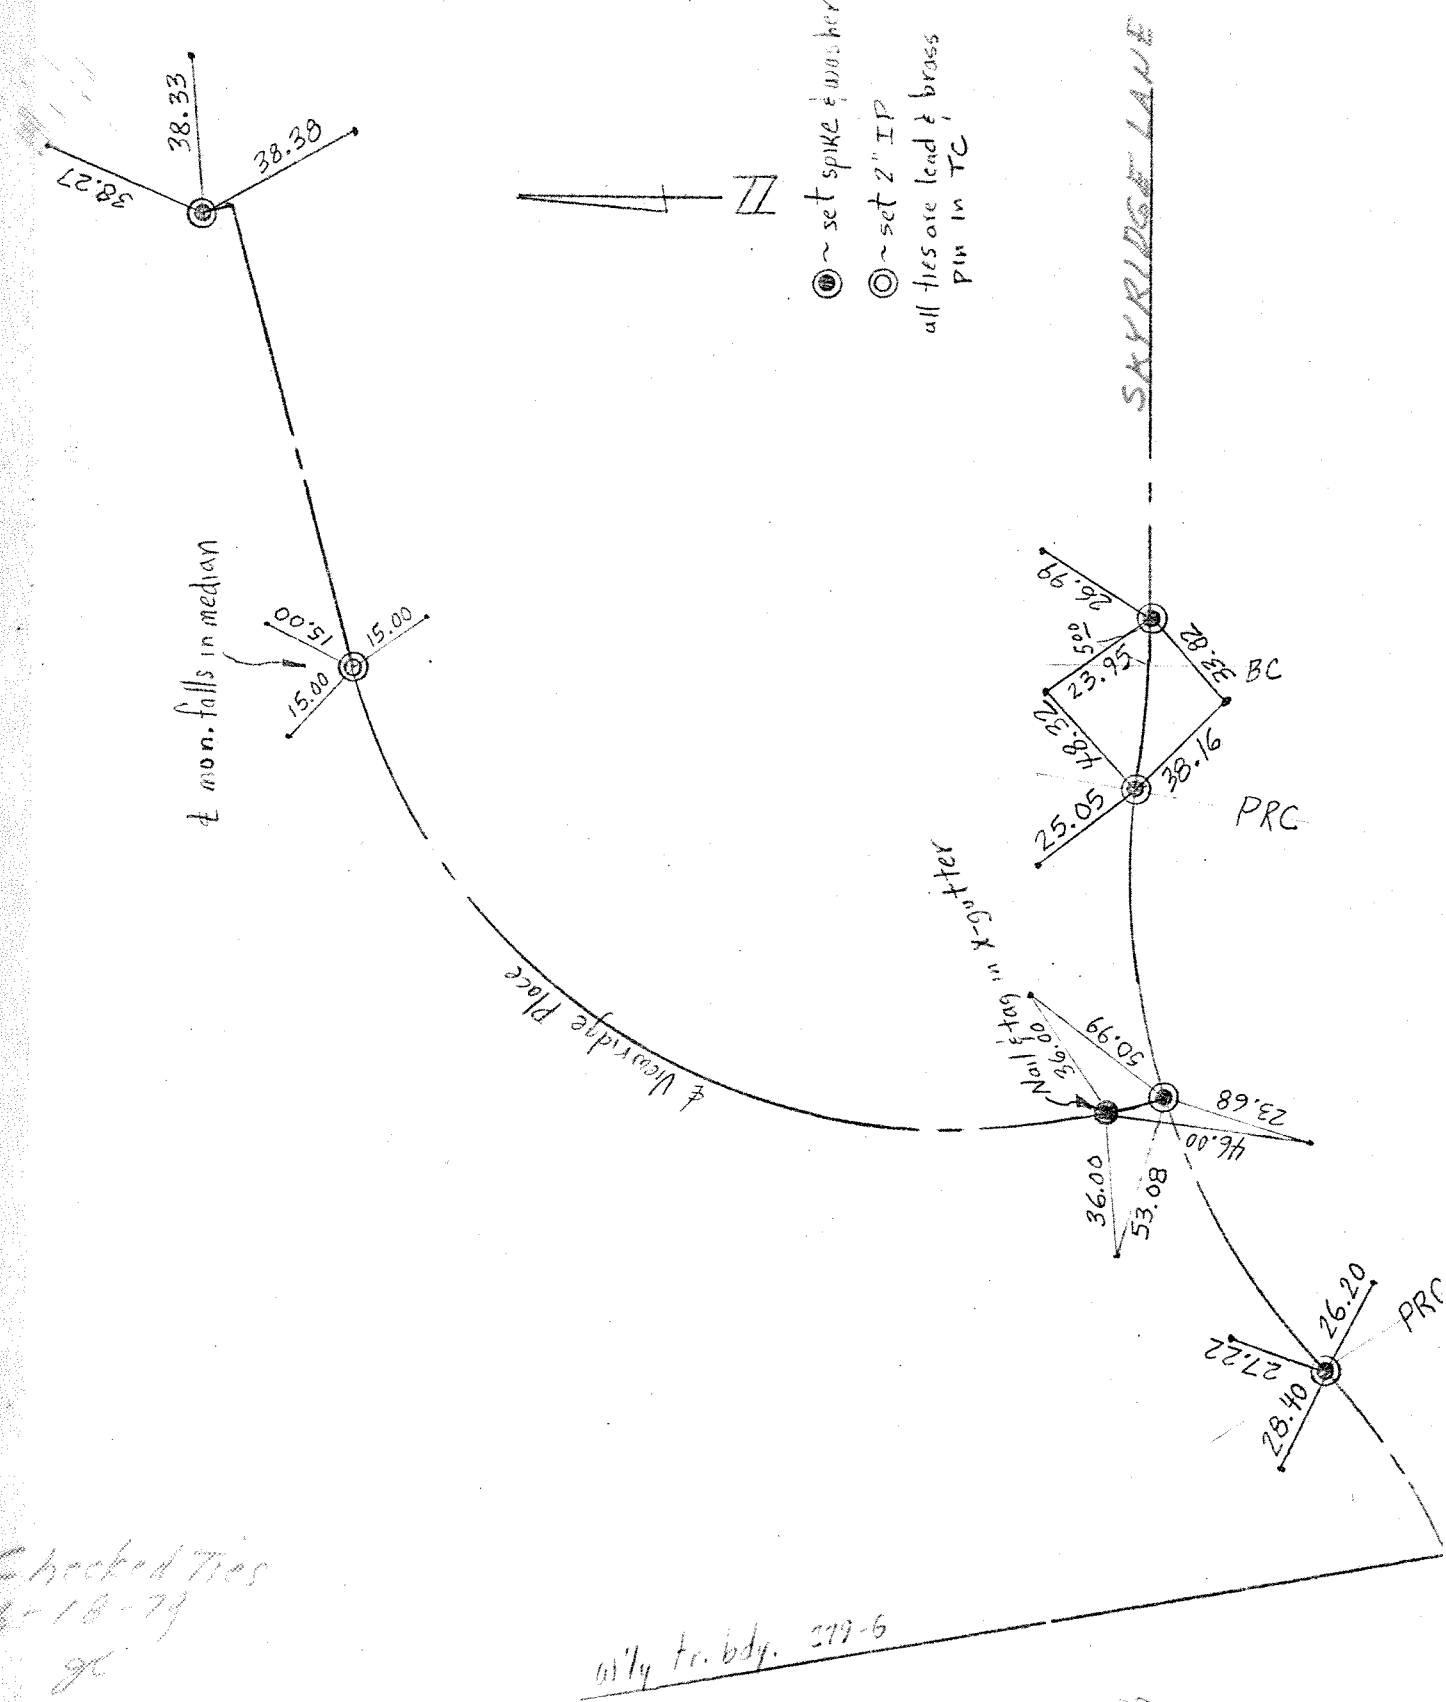 38.27
38.33
38.38
N
~ set spike & washer
~ set 2" IP
all ties are lead & brass
pin in TC
SKYRIDGE LANE
℄ mon. falls in median
15.00
15.00
15.00
℄ Viewridge Place
26.99
5.00
23.95
33.82
BC
48.32
38.16
25.05
PRC
Nail & tag in X-gutter
36.00
50.99
23.68
46.00
36.00
53.08
26.20
PRC
27.22
28.40
Checked Ties
gc
w'ly tr. bdy.